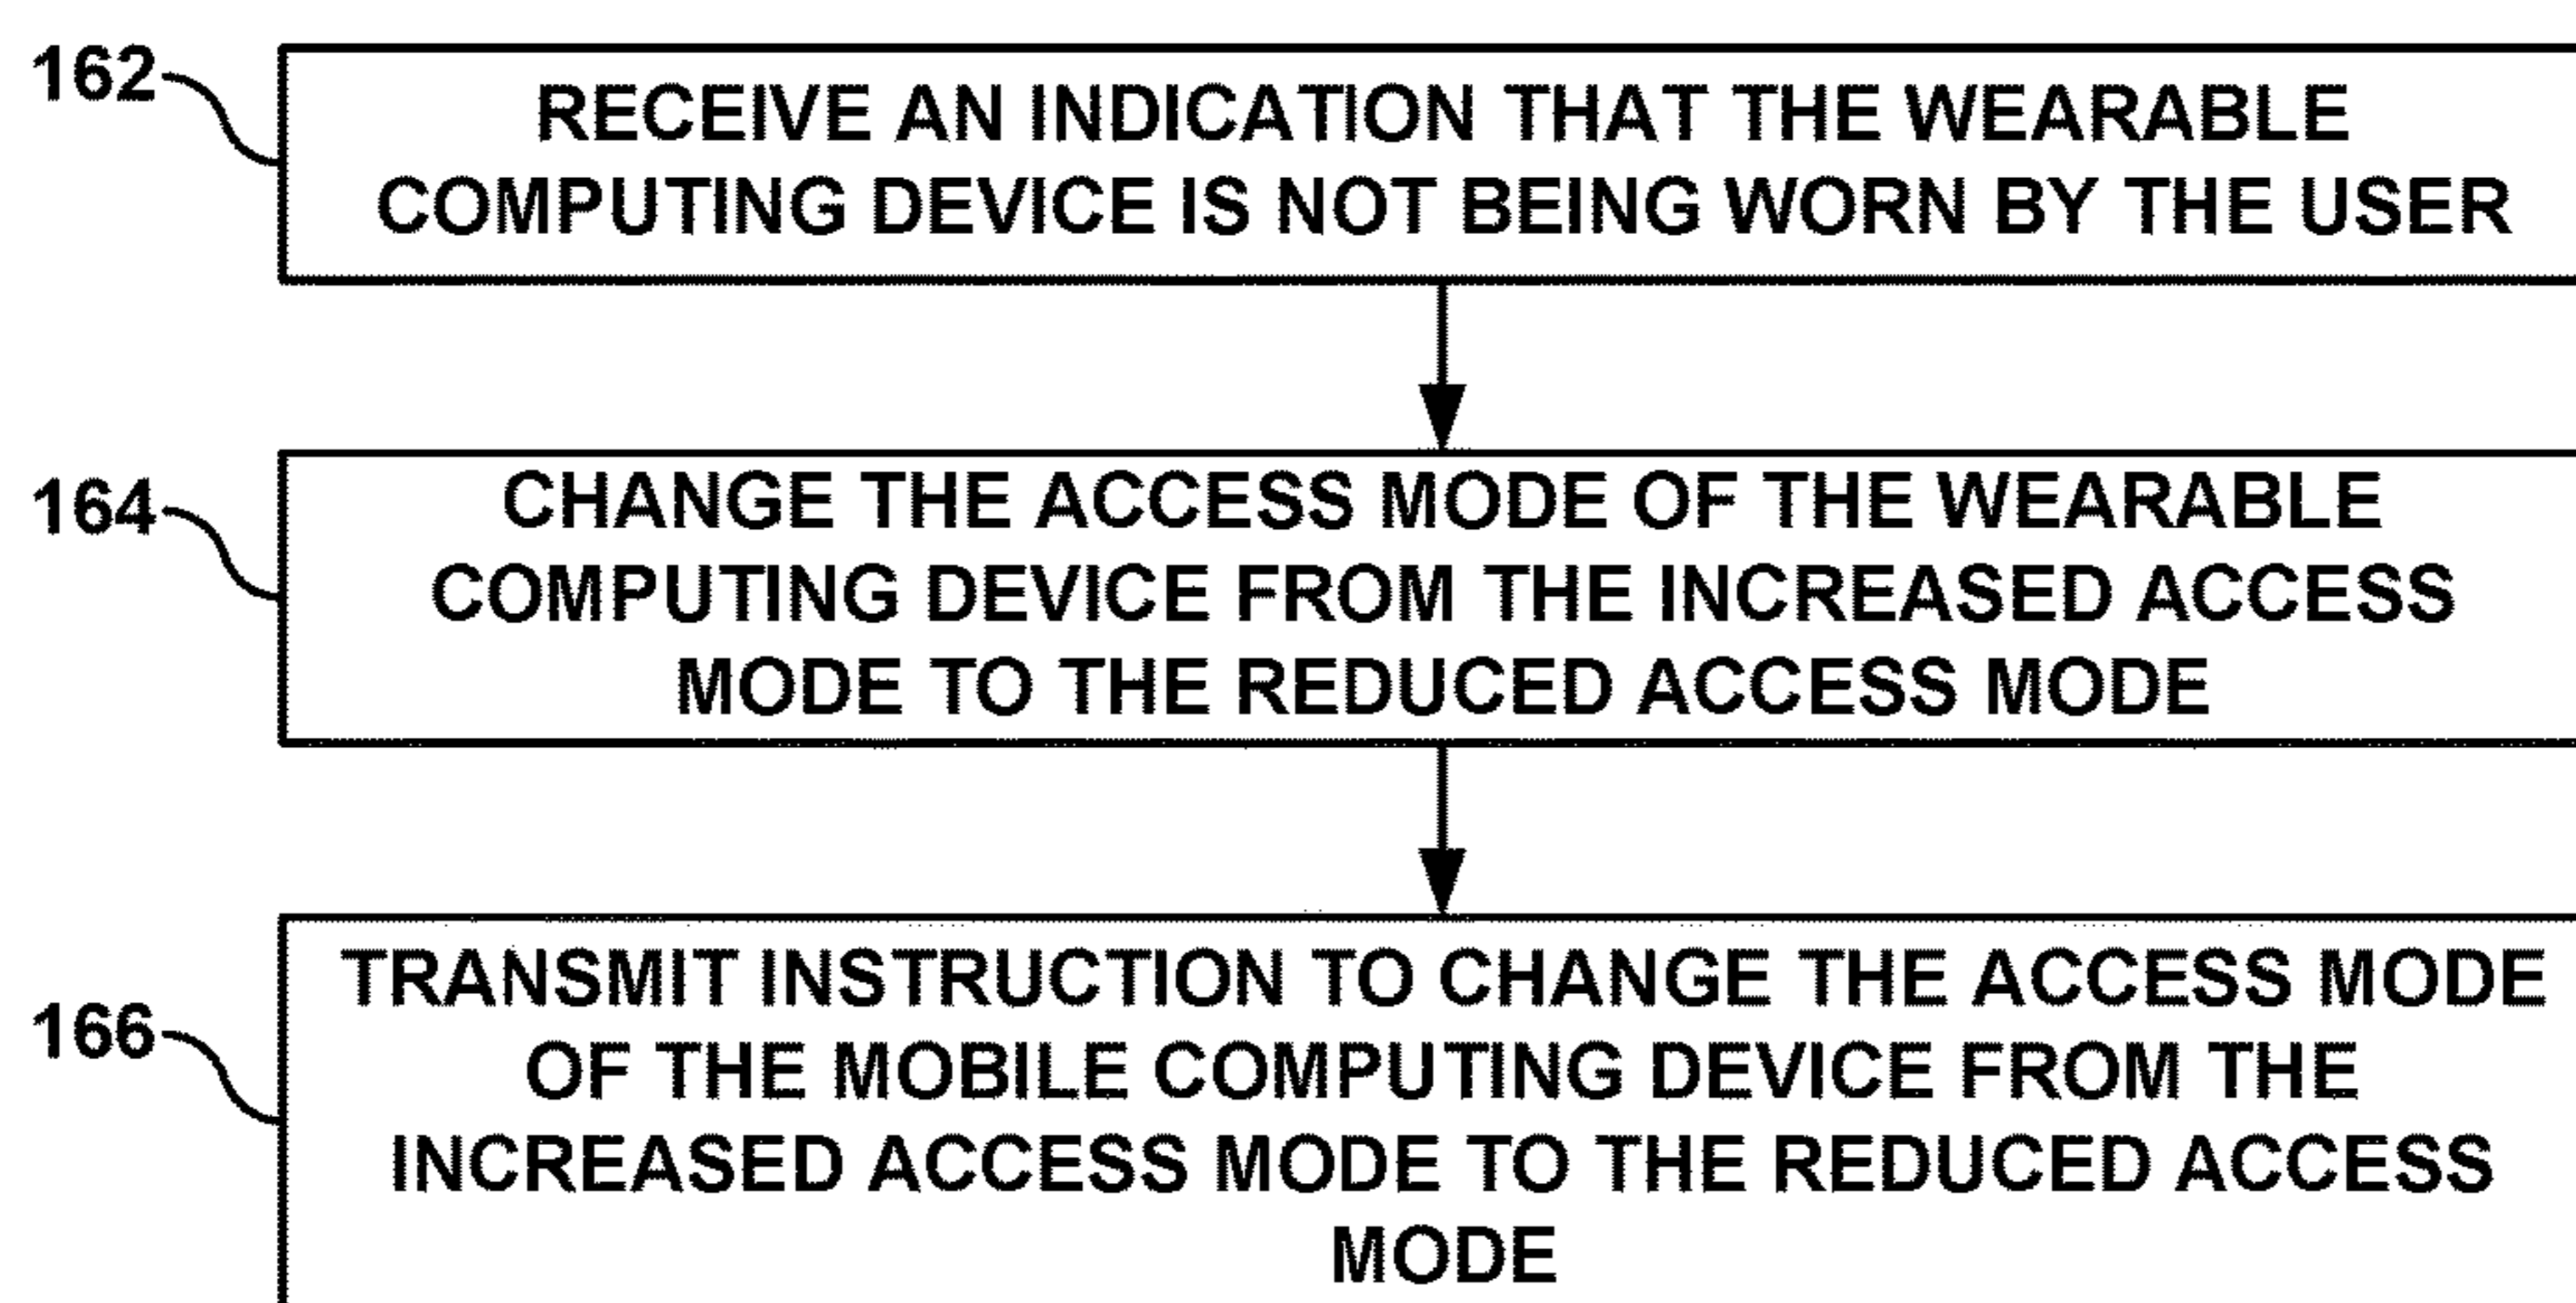 162
RECEIVE AN INDICATION THAT THE WEARABLE
COMPUTING DEVICE IS NOT BEING WORN BY THE USER
164
CHANGE THE ACCESS MODE OF THE WEARABLE
COMPUTING DEVICE FROM THE INCREASED ACCESS
MODE TO THE REDUCED ACCESS MODE
166
TRANSMIT INSTRUCTION TO CHANGE THE ACCESS MODE
OF THE MOBILE COMPUTING DEVICE FROM THE
INCREASED ACCESS MODE TO THE REDUCED ACCESS
MODE